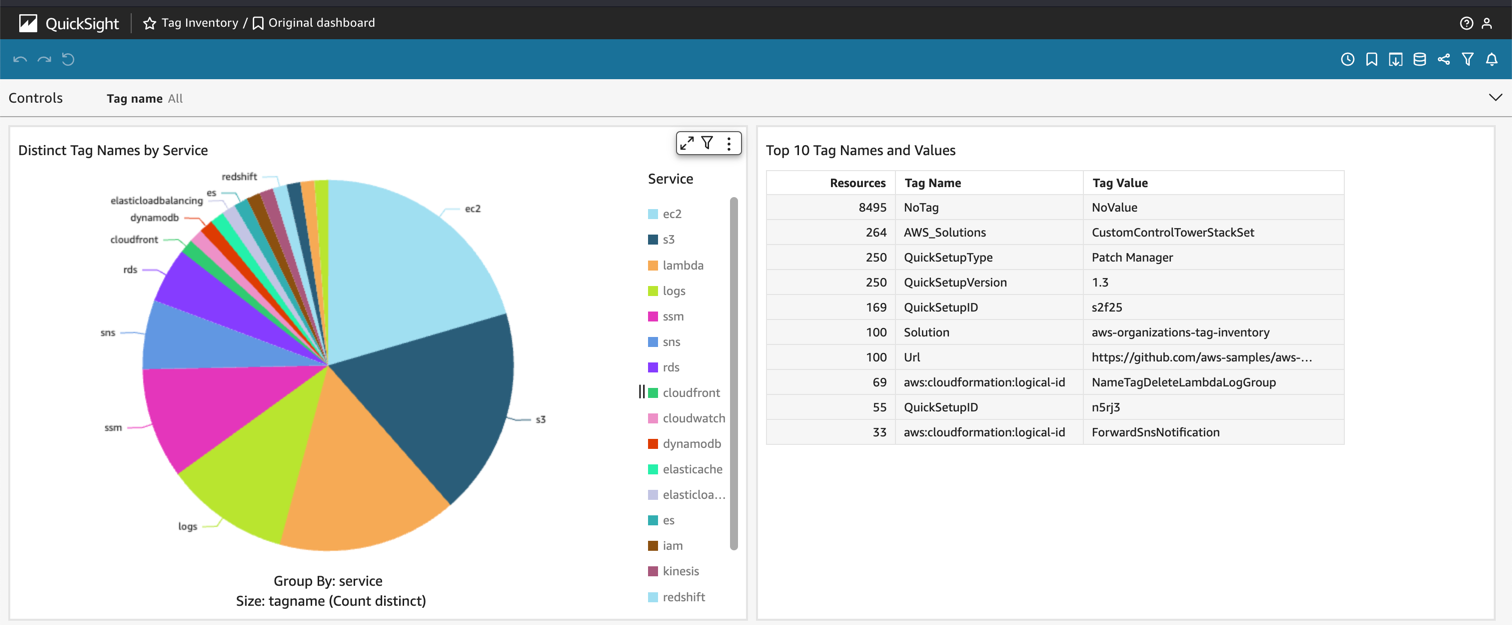 QuickSight Tag Inventory / Original dashboard
Controls Tag name All
Distinct Tag Names by Service
redshift
es
elasticloadbalancing
dynamodb
cloudfront
rds
sns
ssm
logs
ec2
s3
Group By: service
Size: tagname (Count distinct)
Service
ec2
s3
lambda
logs
ssm
sns
rds
cloudfront
cloudwatch
dynamodb
elasticache
elasticloa...
es
iam
kinesis
redshift
Top 10 Tag Names and Values
Resources Tag Name Tag Value
8495 NoTag NoValue
264 AWS_Solutions CustomControlTowerStackSet
250 QuickSetupType Patch Manager
250 QuickSetupVersion 1.3
169 QuickSetupID s2f25
100 Solution aws-organizations-tag-inventory
100 Url https://github.com/aws-samples/aws-...
69 aws:cloudformation:logical-id NameTagDeleteLambdaLogGroup
55 QuickSetupID n5rj3
33 aws:cloudformation:logical-id ForwardSnsNotification